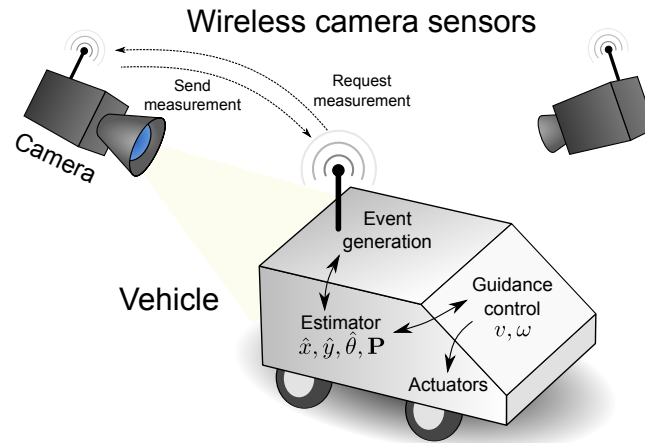 Wireless camera sensors
Send
measurement
Request
measurement
Camera
Event
generation
Vehicle
Estimator
x̂, ŷ, θ̂, P
Guidance
control
v, ω
Actuators